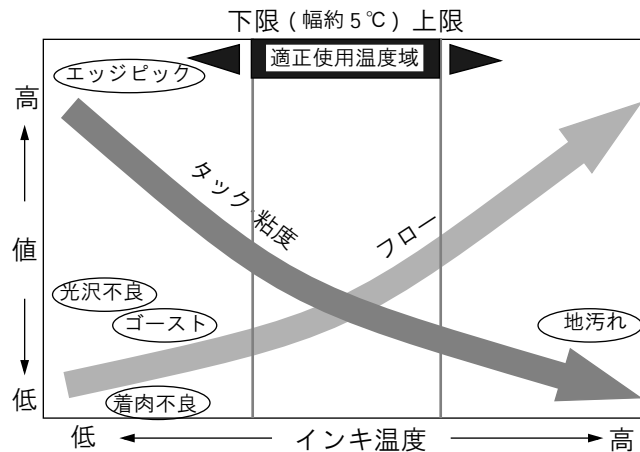 下限（幅約5℃）上限
適正使用温度域
エッジピック
高
タック.粘度
フロー
値
光沢不良
ゴースト
地汚れ
低
着肉不良
低
インキ温度
高